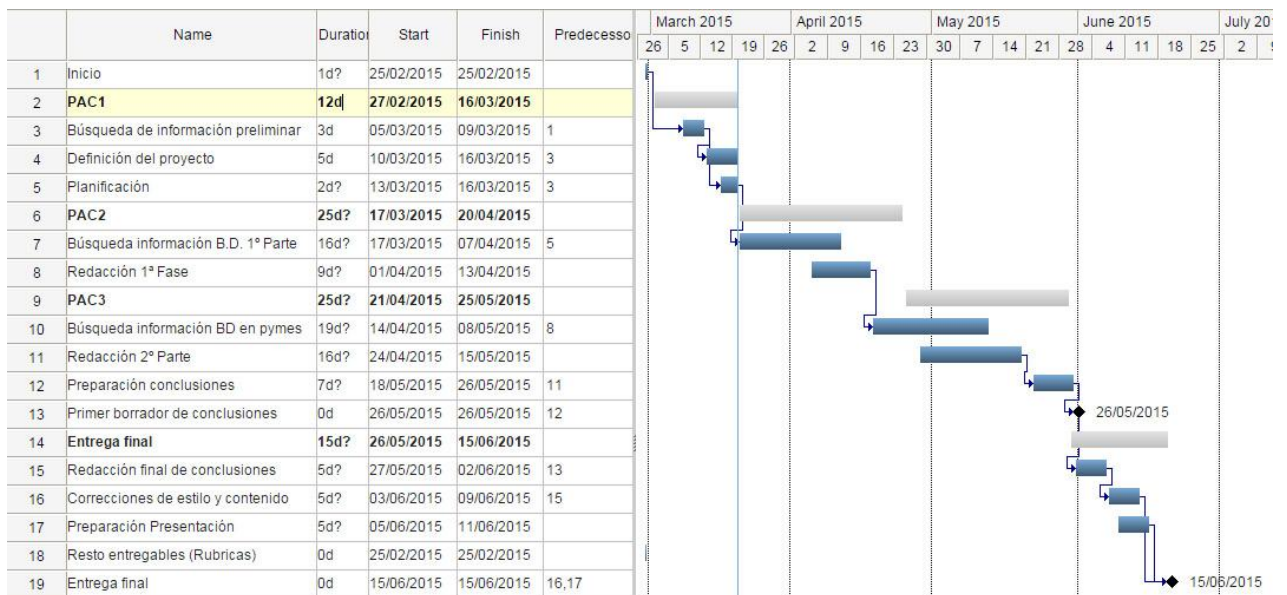 Name Duration Start Finish Predecesso
March 2015 April 2015 May 2015 June 2015 July 20
26 5 12 19 26 2 9 16 23 30 7 14 21 28 4 11 18 25 2
1 Inicio 1d? 25/02/2015 25/02/2015
2 PAC1 12d 27/02/2015 16/03/2015
3 Búsqueda de información preliminar 3d 05/03/2015 09/03/2015 1
4 Definición del proyecto 5d 10/03/2015 16/03/2015 3
5 Planificación 2d? 13/03/2015 16/03/2015 3
6 PAC2 25d? 17/03/2015 20/04/2015
7 Búsqueda información B.D. 1º Parte 16d? 17/03/2015 07/04/2015 5
8 Redacción 1ª Fase 9d? 01/04/2015 13/04/2015
9 PAC3 25d? 21/04/2015 25/05/2015
10 Búsqueda información BD en pymes 19d? 14/04/2015 08/05/2015 8
11 Redacción 2º Parte 16d? 24/04/2015 15/05/2015
12 Preparación conclusiones 7d? 18/05/2015 26/05/2015 11
13 Primer borrador de conclusiones 0d 26/05/2015 26/05/2015 12 26/05/2015
14 Entrega final 15d? 26/05/2015 15/06/2015
15 Redacción final de conclusiones 5d? 27/05/2015 02/06/2015 13
16 Correcciones de estilo y contenido 5d? 03/06/2015 09/06/2015 15
17 Preparación Presentación 5d? 05/06/2015 11/06/2015
18 Resto entregables (Rubricas) 0d 25/02/2015 25/02/2015
19 Entrega final 0d 15/06/2015 15/06/2015 16,17 15/06/2015